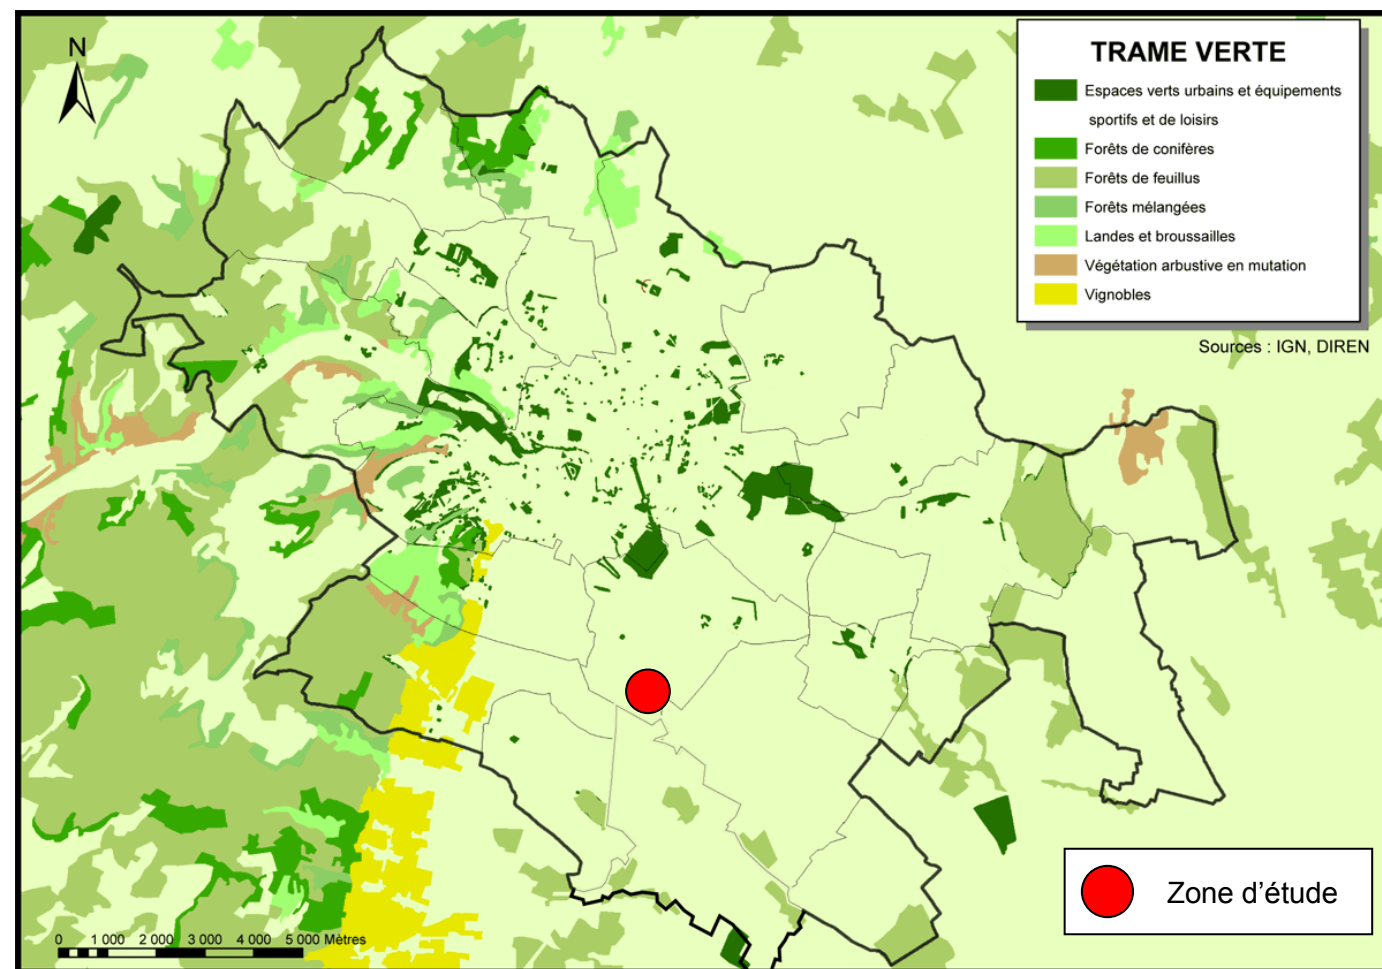 N
TRAME VERTE
Espaces verts urbains et équipements
sportifs et de loisirs
Forêts de conifères
Forêts de feuillus
Forêts mélangées
Landes et broussailles
Végétation arbustive en mutation
Vignobles
Sources : IGN, DIREN
Zone d'étude
0 1 000 2 000 3 000 4 000 5 000 Mètres